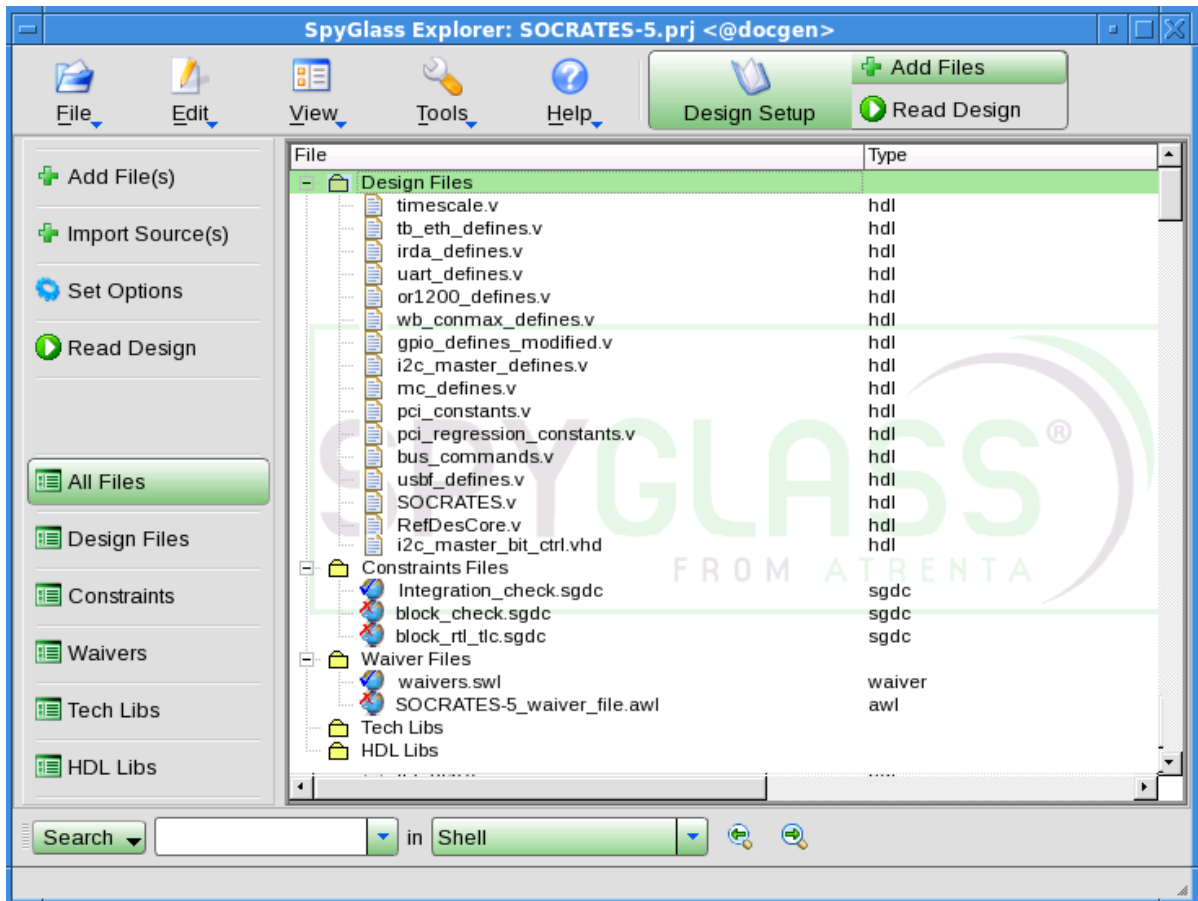 SpyGlass Explorer: SOCRATES-5.prj <@docgen>
File Edit View Tools Help Design Setup Add Files
Read Design
Add File(s)
Import Source(s)
Set Options
Read Design
All Files
Design Files
Constraints
Waivers
Tech Libs
HDL Libs
File Type
Design Files
timescale.v hdl
tb_eth_defines.v hdl
irda_defines.v hdl
uart_defines.v hdl
or1200_defines.v hdl
wb_conmax_defines.v hdl
gpio_defines_modified.v hdl
i2c_master_defines.v hdl
mc_defines.v hdl
pci_constants.v hdl
pci_regression_constants.v hdl
bus_commands.v hdl
usbf_defines.v hdl
SOCRATES.v hdl
RefDesCore.v hdl
i2c_master_bit_ctrl.vhd hdl
Constraints Files
Integration_check.sgdc sgdc
block_check.sgdc sgdc
block_rtl_tlc.sgdc sgdc
Waiver Files
waivers.swl waiver
SOCRATES-5_waiver_file.awl awl
Tech Libs
HDL Libs
SPYGLASS®
FROM ATRENTA
Search in Shell